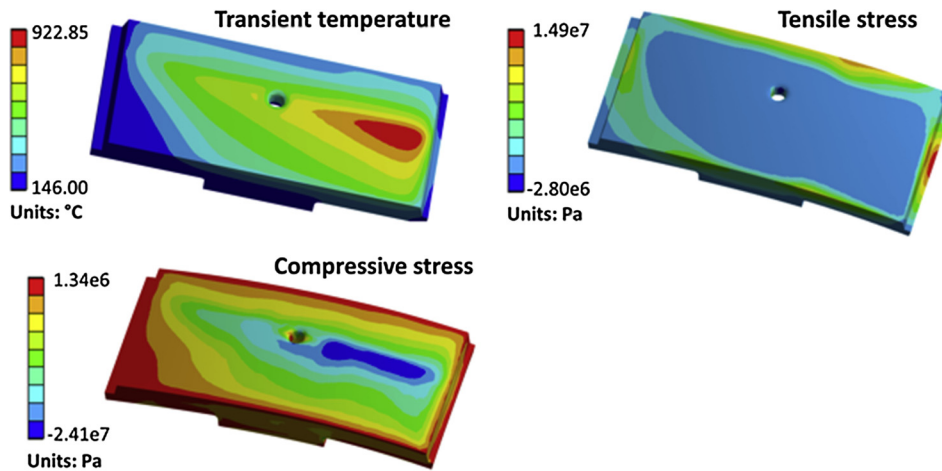 Transient temperature
922.85
146.00
Units: °C
Tensile stress
1.49e7
-2.80e6
Units: Pa
Compressive stress
1.34e6
-2.41e7
Units: Pa